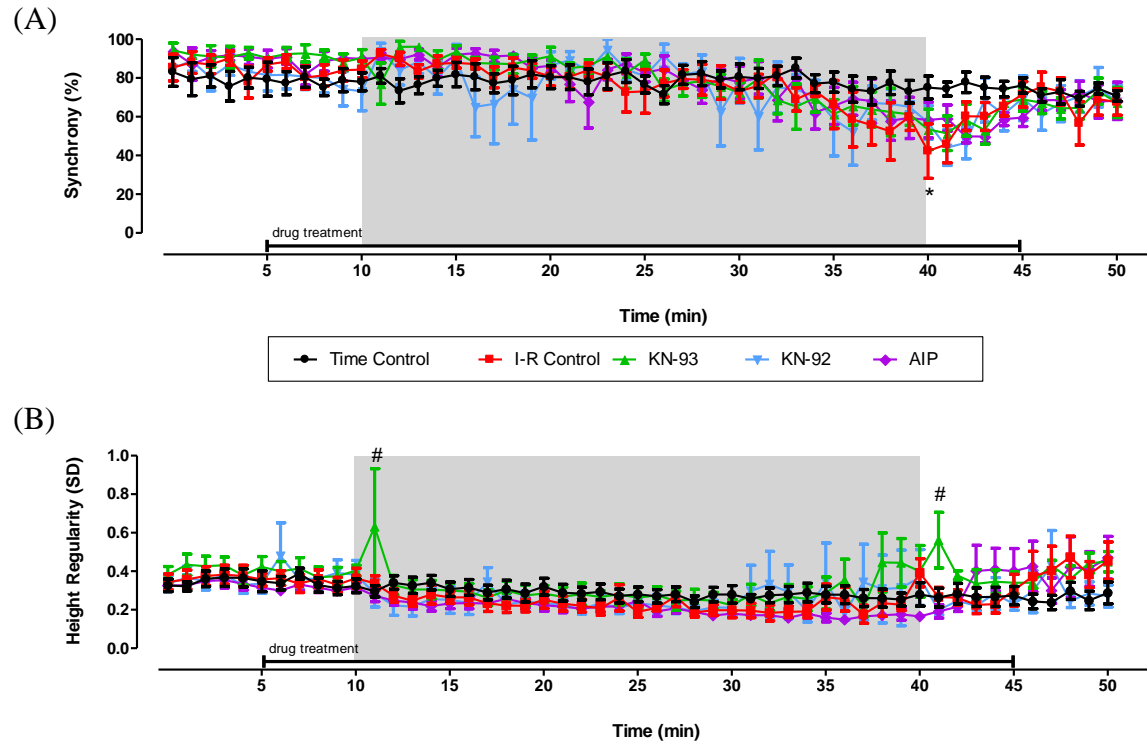 (A)
100
80
60
40
20
0
Synchrony (%)
*
drug treatment
5 10 15 20 25 30 35 40 45 50
Time (min)
Time Control I-R Control KN-93 KN-92 AIP
(B)
1.0
0.8
0.6
0.4
0.2
0.0
Height Regularity (SD)
# #
drug treatment
5 10 15 20 25 30 35 40 45 50
Time (min)